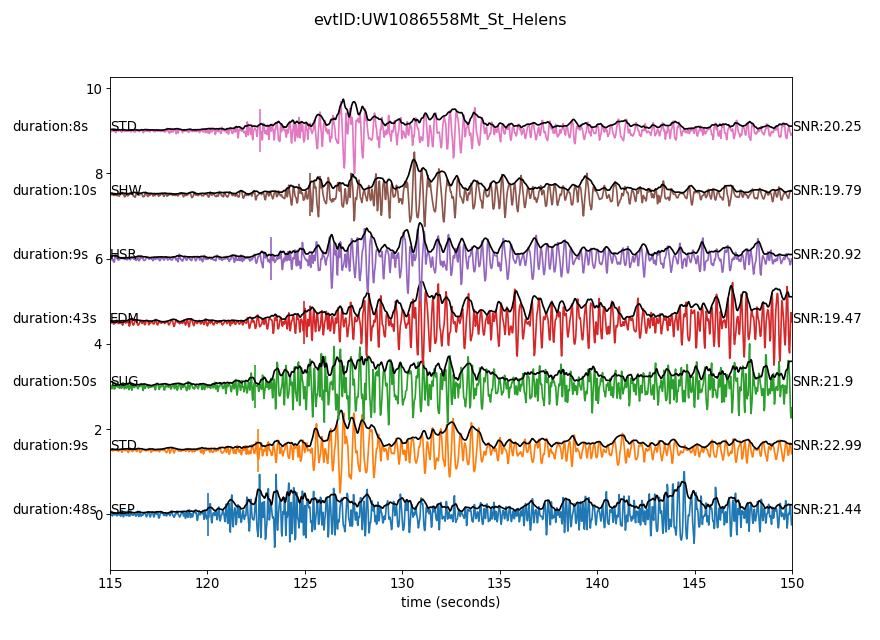 evtID:UW1086558Mt_St_Helens
10
duration:8s STD SNR:20.25
8
duration:10s SHW SNR:19.79
duration:9s HSR SNR:20.92
6
duration:43s EDM SNR:19.47
4
duration:50s SUG SNR:21.9
2
duration:9s STD SNR:22.99
duration:48s SEP SNR:21.44
0
115 120 125 130 135 140 145 150
time (seconds)